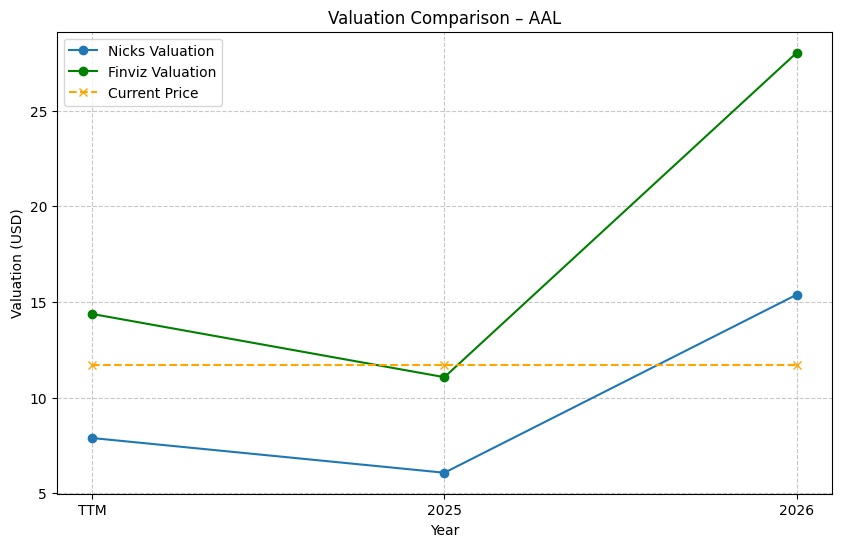 Valuation Comparison – AAL
Nicks Valuation
Finviz Valuation
Current Price
Valuation (USD)
25
20
15
10
5
TTM
2025
2026
Year